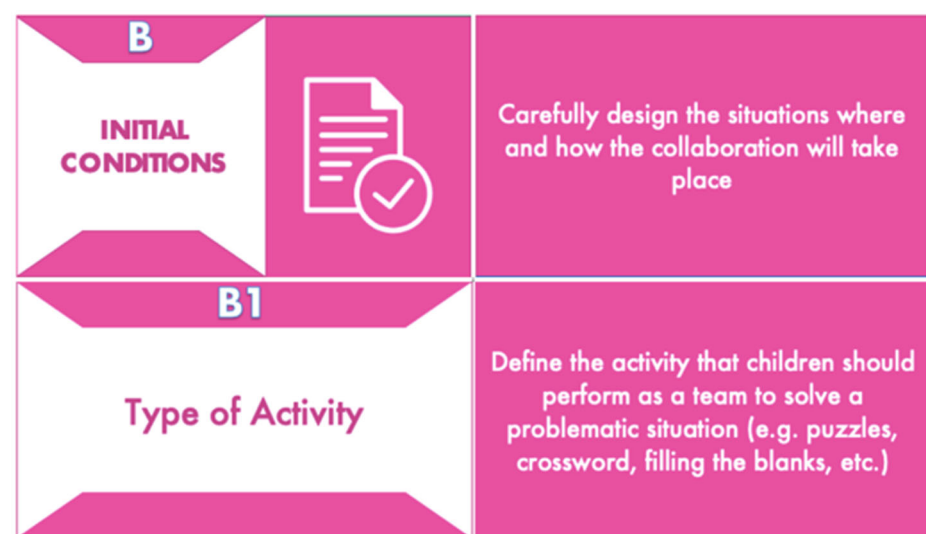 B
INITIAL
CONDITIONS
Carefully design the situations where
and how the collaboration will take
place
B1
Type of Activity
Define the activity that children should
perform as a team to solve a
problematic situation (e.g. puzzles,
crossword, filling the blanks, etc.)